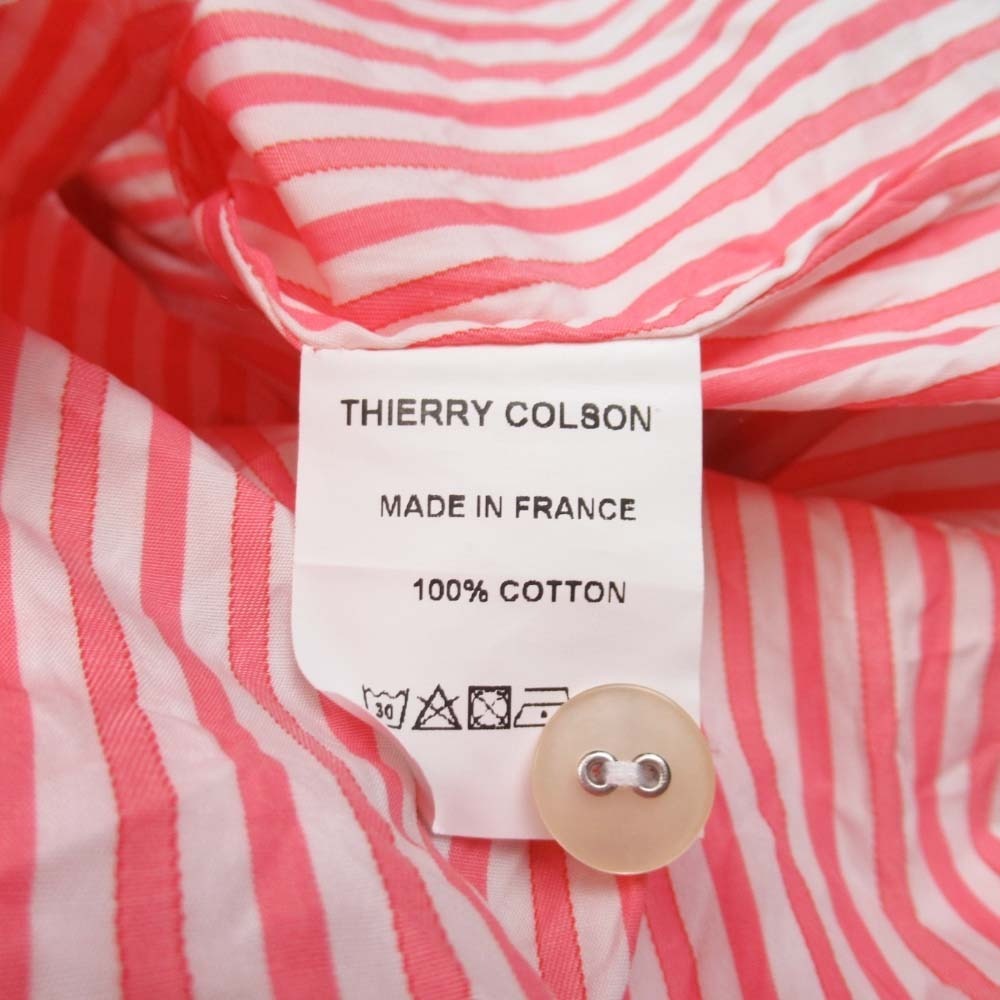 THIERRY COLSON
MADE IN FRANCE
100% COTTON
30